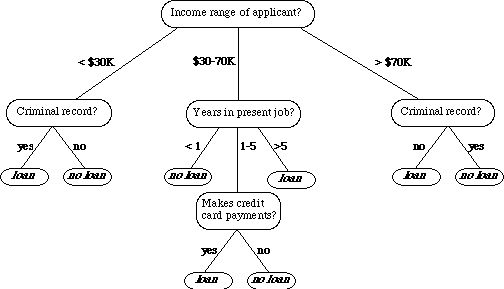 Income range of applicant?
< $30K
$30-70K
> $70K
Criminal record?
Years in present job?
Criminal record?
yes
no
< 1
1-5
>5
no
yes
loan
no loan
no loan
loan
loan
no loan
Makes credit
card payments?
yes
no
loan
no loan